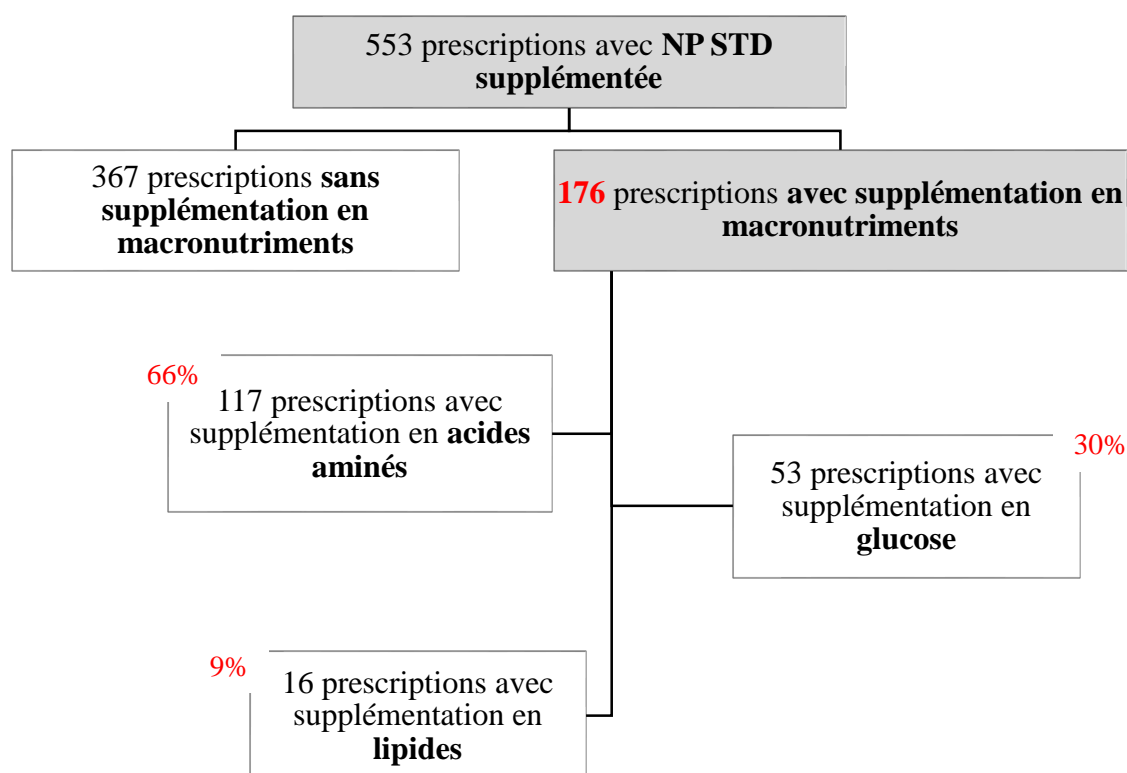 553 prescriptions avec NP STD
supplémentée
367 prescriptions sans
supplémentation en
macronutriments
176 prescriptions avec supplémentation en
macronutriments
66%
117 prescriptions avec
supplémentation en acides
aminés
30%
53 prescriptions avec
supplémentation en
glucose
9%
16 prescriptions avec
supplémentation en
lipides